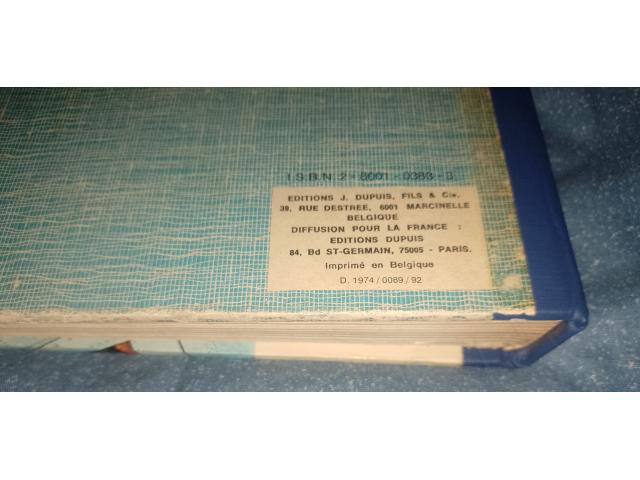 I.S.B.N. 2-8001-0383-3
EDITIONS J. DUPUIS, FILS & Cie.
39, RUE DESTREE, 6001 MARCINELLE
BELGIQUE
DIFFUSION POUR LA FRANCE :
EDITIONS DUPUIS
84, Bd ST-GERMAIN, 75005 - PARIS.
Imprimé en Belgique
D. 1974/0089/92